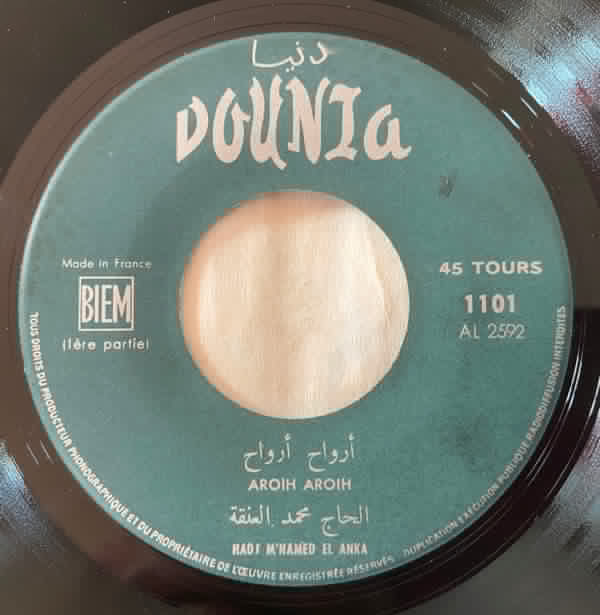 دنيا
DOUNIa
Made in France
BIEM
(1ère partie)
45 TOURS
1101
AL 2592
أرواح أرواح
AROIH AROIH
الحاج محمد العنقة
HADJ M'HAMED EL ANKA
TOUS DROITS DU PRODUCTEUR PHONOGRAPHIQUE ET DU PROPRIÉTAIRE DE L'ŒUVRE ENREGISTRÉE RÉSERVÉS DUPLICATION EXÉCUTION PUBLIQUE RADIODIFFUSION INTERDITES